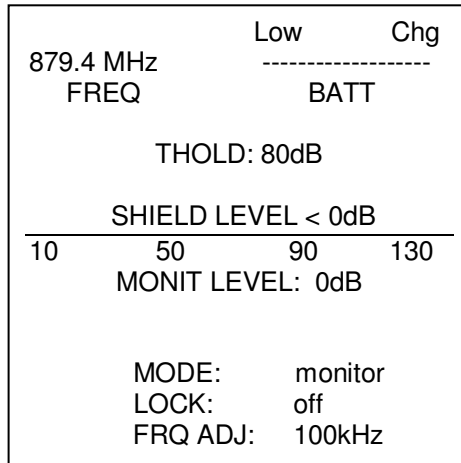 Low Chg
879.4 MHz -------------------
FREQ BATT
THOLD: 80dB
SHIELD LEVEL < 0dB
10 50 90 130
MONIT LEVEL: 0dB
MODE: monitor
LOCK: off
FRQ ADJ: 100kHz